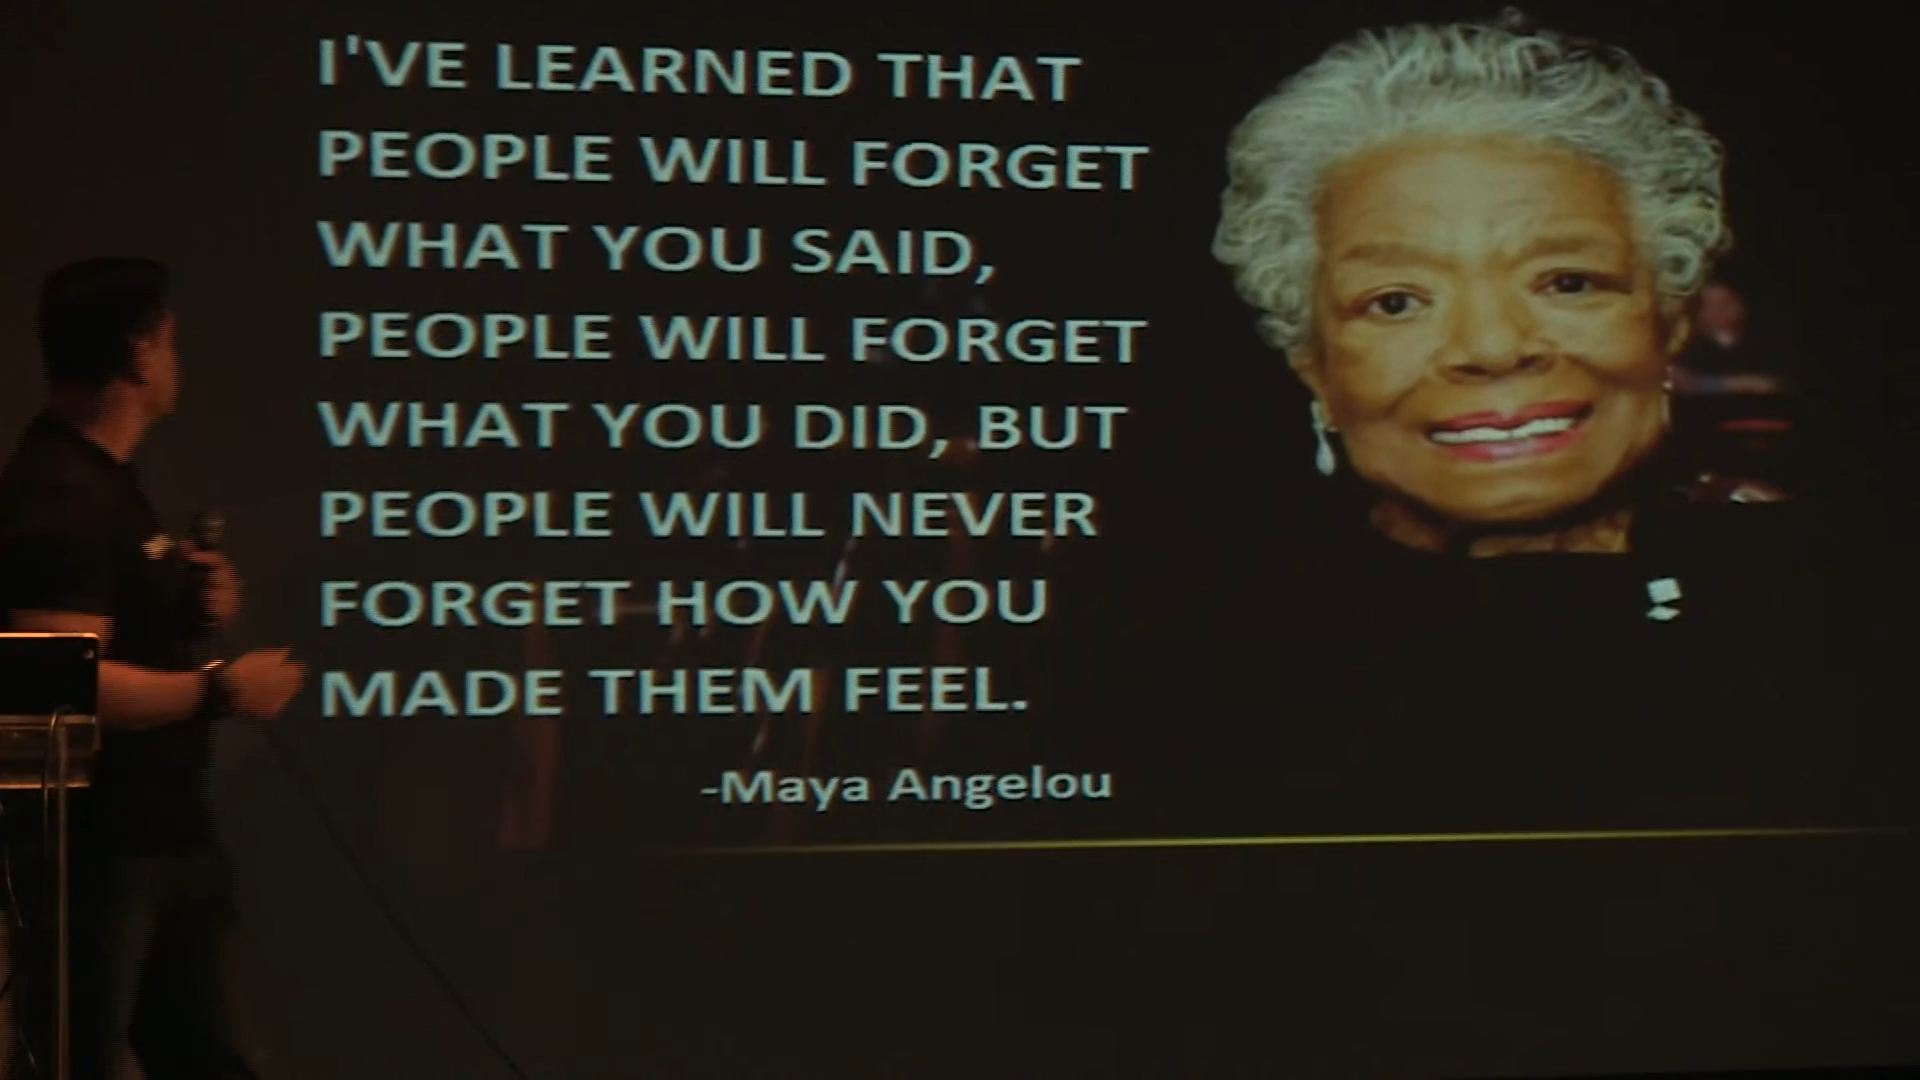 I'VE LEARNED THAT
PEOPLE WILL FORGET
WHAT YOU SAID,
PEOPLE WILL FORGET
WHAT YOU DID, BUT
PEOPLE WILL NEVER
FORGET HOW YOU
MADE THEM FEEL.
-Maya Angelou